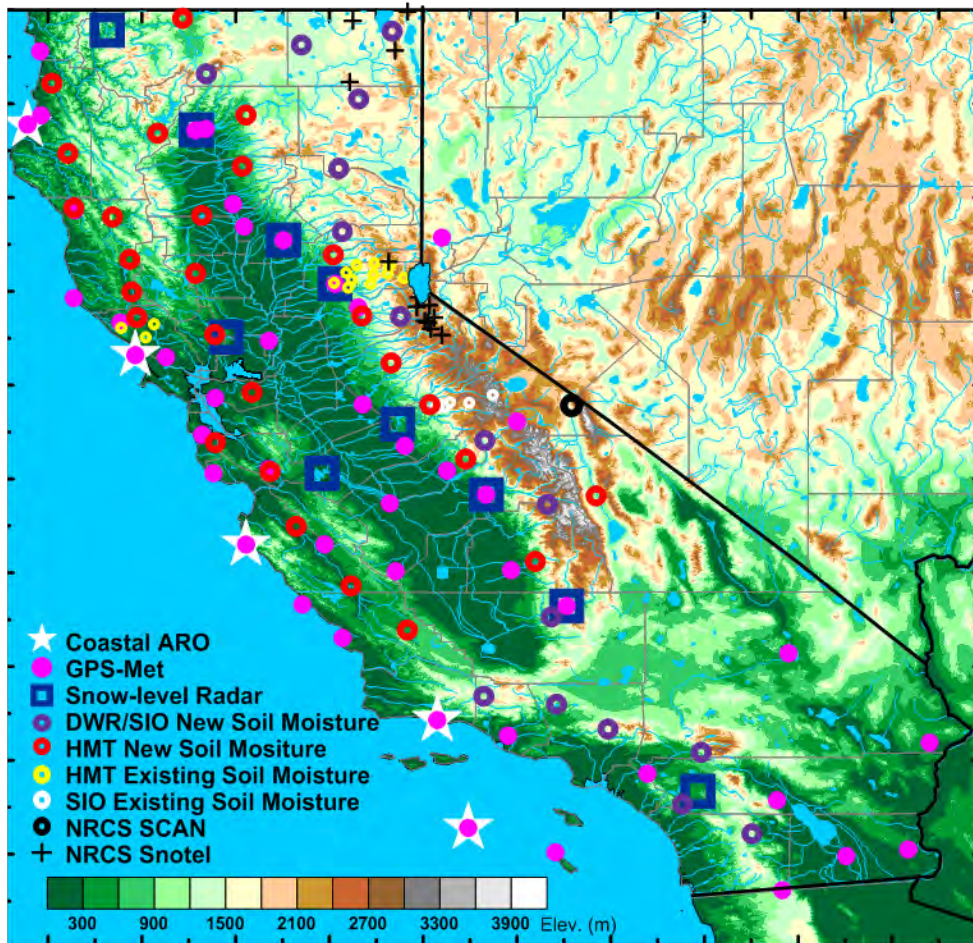 Coastal ARO
GPS-Met
Snow-level Radar
DWR/SIO New Soil Moisture
HMT New Soil Mositure
HMT Existing Soil Moisture
SIO Existing Soil Moisture
NRCS SCAN
NRCS Snotel
300 900 1500 2100 2700 3300 3900 Elev. (m)